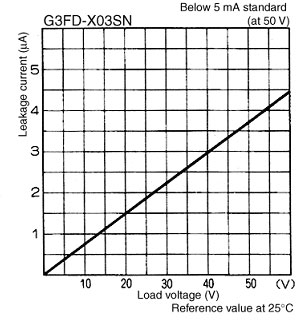 Below 5 mA standard
G3FD-X03SN (at 50 V)
Leakage current (μA)
5
4
3
2
1
10 20 30 40 50 60 (V)
Load voltage (V)
Reference value at 25°C